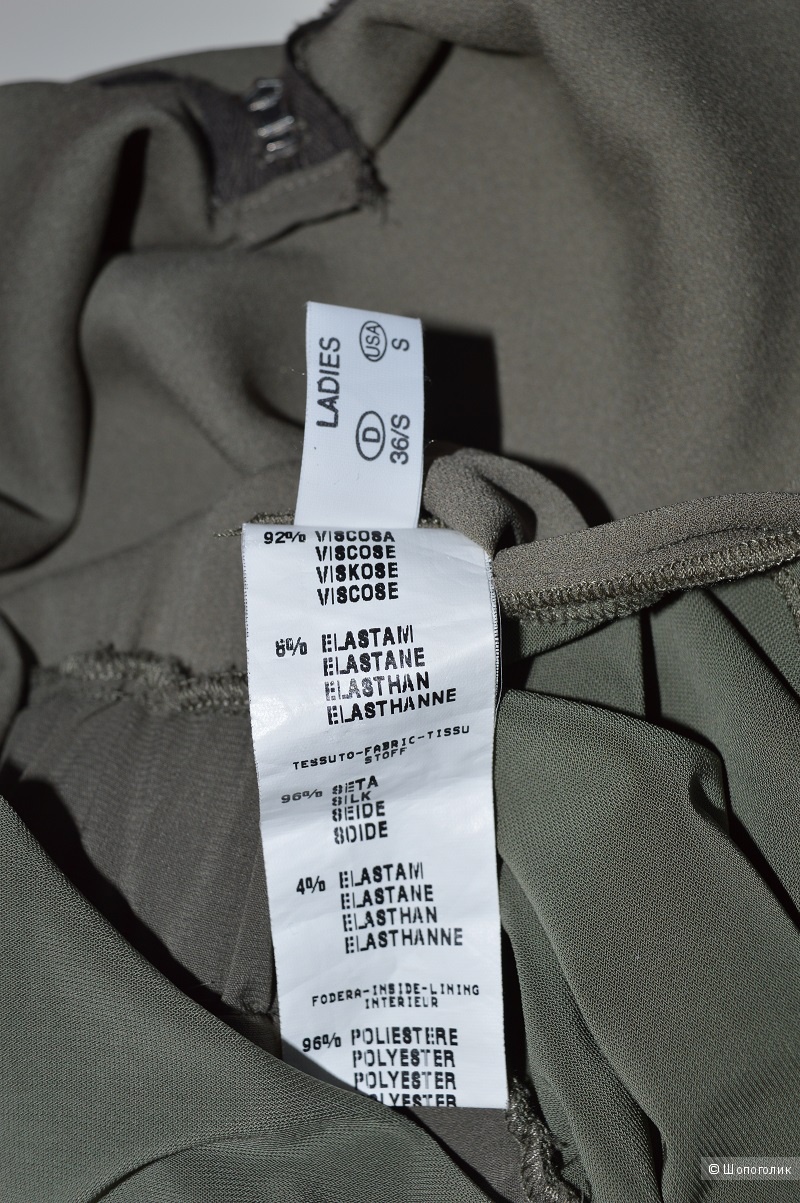 LADIES
USA S
D 36/S
92% VISCOSA
VISCOSE
VISKOSE
VISCOSE
8% ELASTAM
ELASTANE
ELASTHAN
ELASTHANNE
TESSUTO-FABRIC-TISSU
STOFF
96% SETA
SILK
SEIDE
SOIDE
4% ELASTAM
ELASTANE
ELASTHAN
ELASTHANNE
FODERA-INSIDE-LINING
INTERIEUR
96% POLIESTERE
POLYESTER
POLYESTER
POLYESTER
© Шопоголик